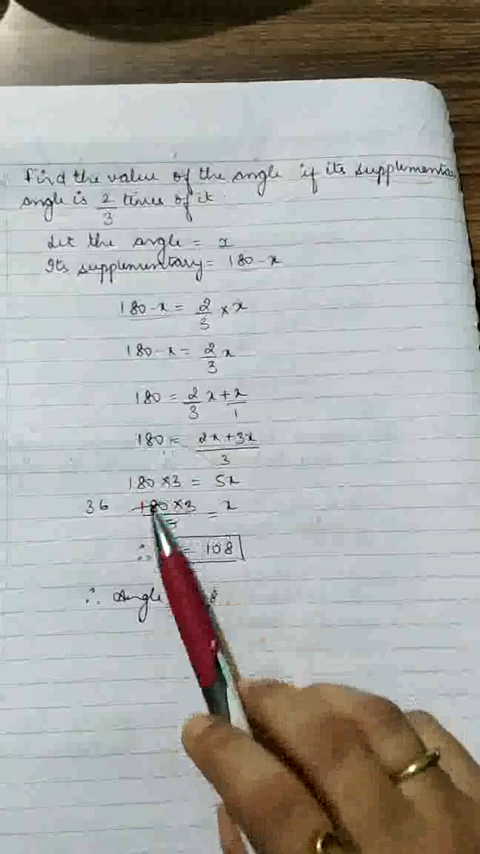 Find the value of the angle if its supplementary
angle is 2/3 times of it.
Let the angle = x
Its supplementary = 180 - x
180 - x = 2/3 × x
180 - x = 2/3 x
180 = 2/3 x + x/1
180 = 2x + 3x/3
180 × 3 = 5x
36 180 × 3 = x
∴ = 108
∴ Angle